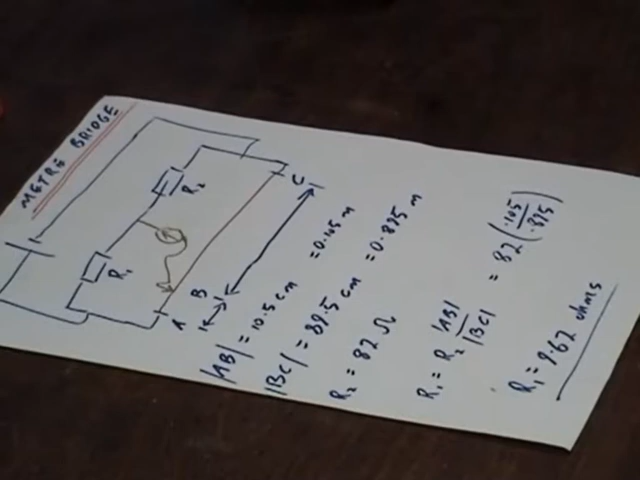 METRE BRIDGE
R₂
C
R₁
B
A
|AB| = 10.5 cm = 0.105 m
|BC| = 89.5 cm = 0.895 m
R₂ = 82 Ω
R₁ = R₂ |AB| / |BC| = 82 (.105 / .895)
R₁ = 9.62 ohms